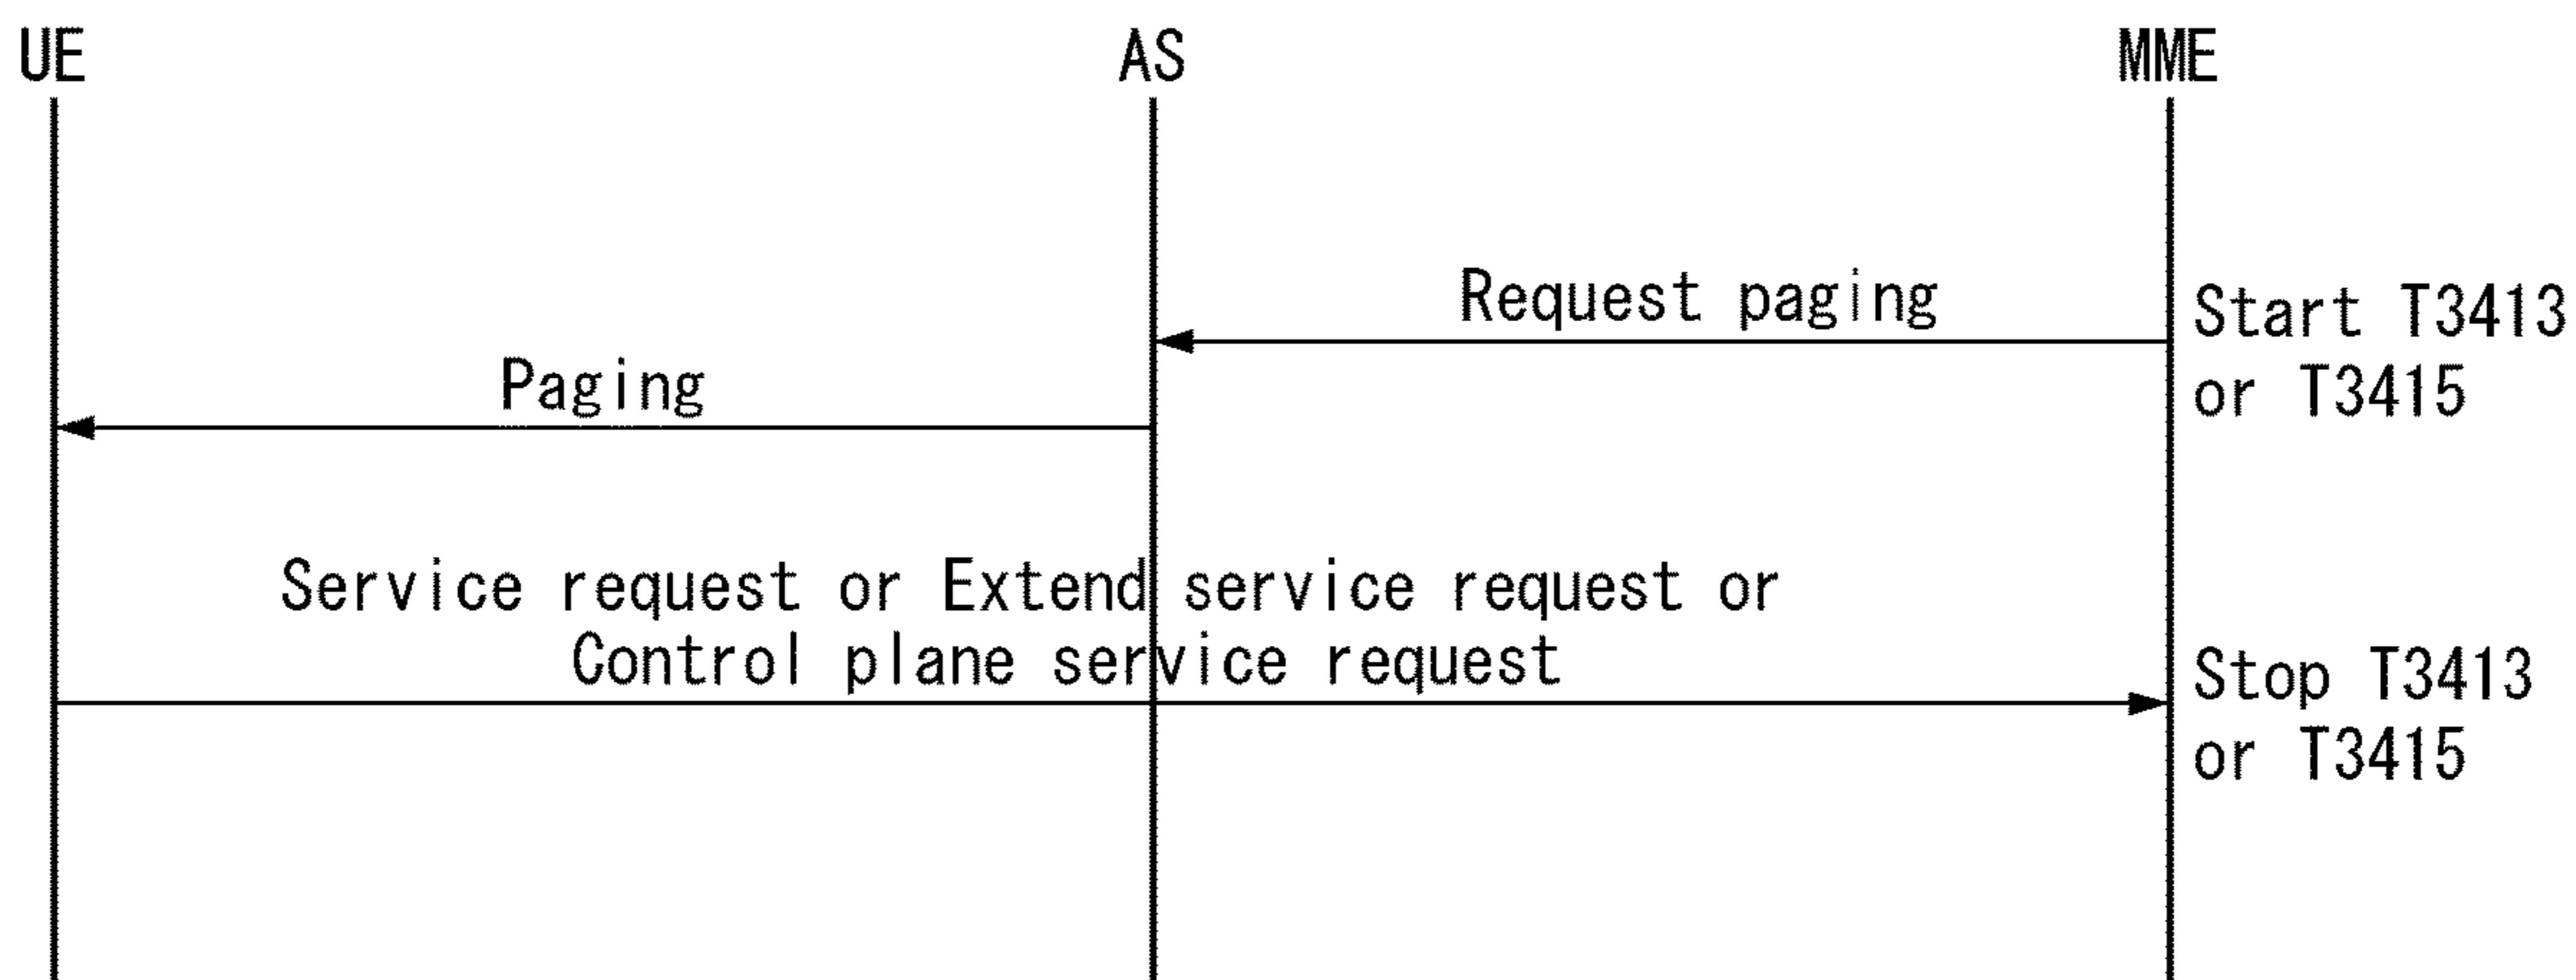 UE
AS
MME
Request paging
Start T3413
or T3415
Paging
Service request or Extend service request or
Control plane service request
Stop T3413
or T3415